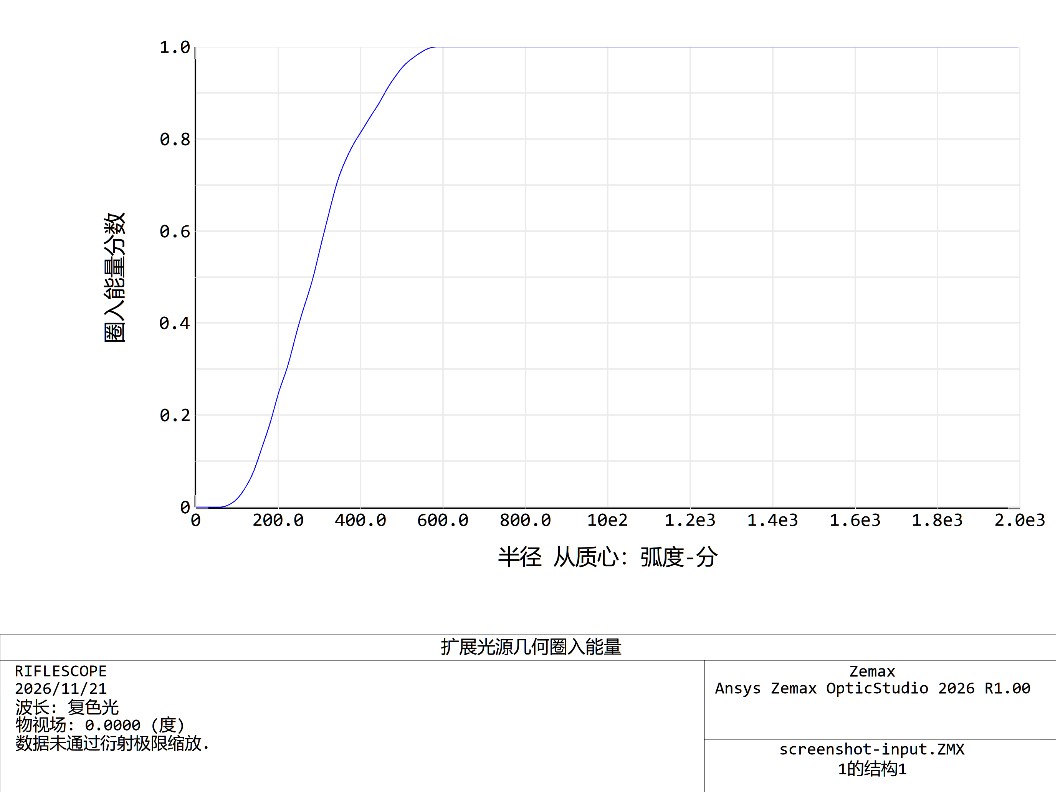 1.0
0.8
0.6
0.4
0.2
0
圈入能量分数
0 200.0 400.0 600.0 800.0 10e2 1.2e3 1.4e3 1.6e3 1.8e3 2.0e3
半径 从质心: 弧度-分
扩展光源几何圈入能量
RIFLESCOPE
2026/11/21
波长: 复色光
物视场: 0.0000 (度)
数据未通过衍射极限缩放.
Zemax
Ansys Zemax OpticStudio 2026 R1.00
screenshot-input.ZMX
1的结构1